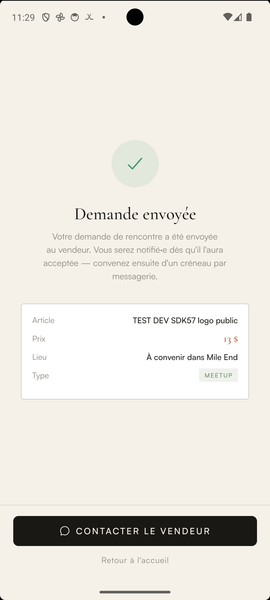 11:29
Demande envoyée
Votre demande de rencontre a été envoyée
au vendeur. Vous serez notifié·e dès qu'il l'aura
acceptée — convenez ensuite d'un créneau par
messagerie.
Article TEST DEV SDK57 logo public
Prix 13 $
Lieu À convenir dans Mile End
Type MEETUP
CONTACTER LE VENDEUR
Retour à l'accueil